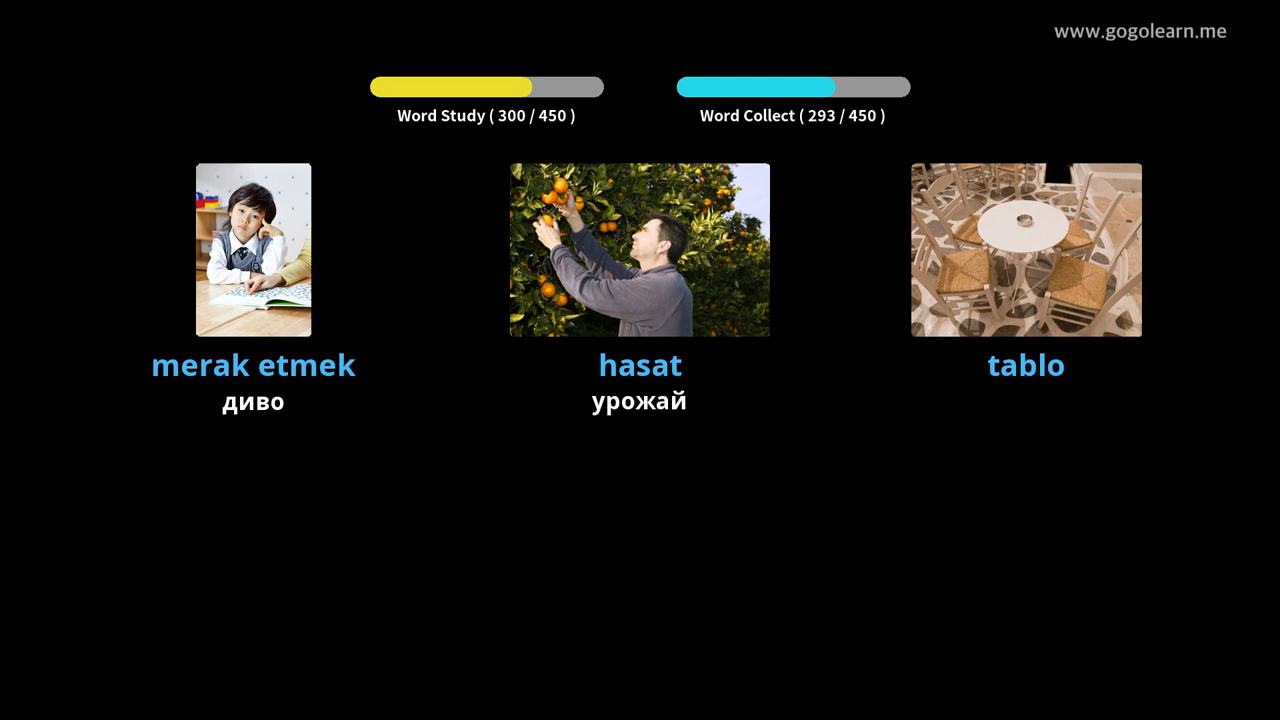 www.gogolearn.me
Word Study ( 300 / 450 )
Word Collect ( 293 / 450 )
merak etmek
диво
hasat
урожай
tablo